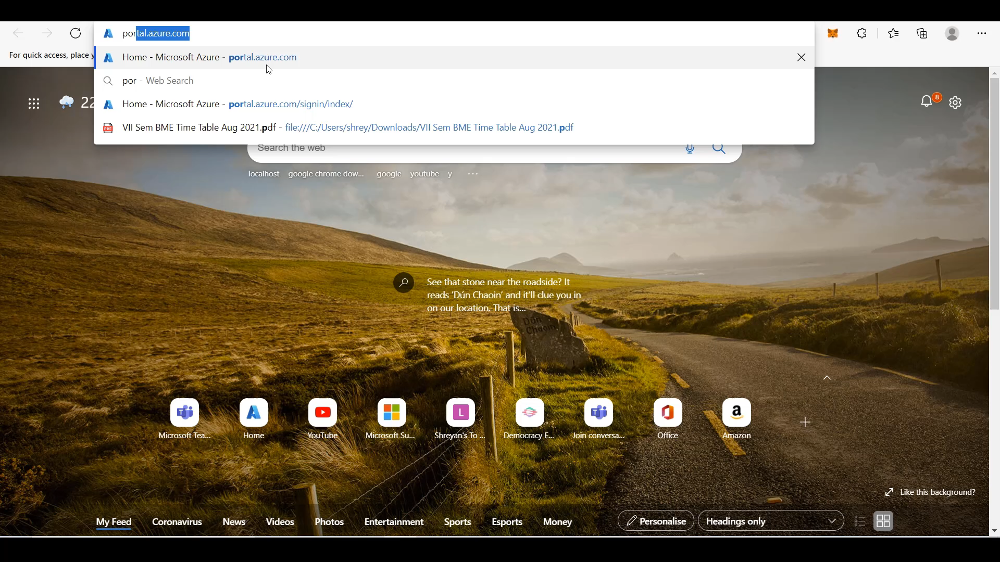 portal.azure.com
For quick access, place y
Home - Microsoft Azure - portal.azure.com
por - Web Search
Home - Microsoft Azure - portal.azure.com/signin/index/
VII Sem BME Time Table Aug 2021.pdf - file:///C:/Users/shrey/Downloads/VII Sem BME Time Table Aug 2021.pdf
PDF
22
8
Search the web
localhost google chrome dow... google youtube y ...
See that stone near the roadside? It
reads 'Dún Chaoin' and it'll clue you in
on our location. That is...
Dún
Chaoin
Microsoft Tea... Home YouTube Microsoft Su... L Shreyan's To ... Democracy E... Join conversa... Office a Amazon
Like this background?
My Feed Coronavirus News Videos Photos Entertainment Sports Esports Money Personalise Headings only